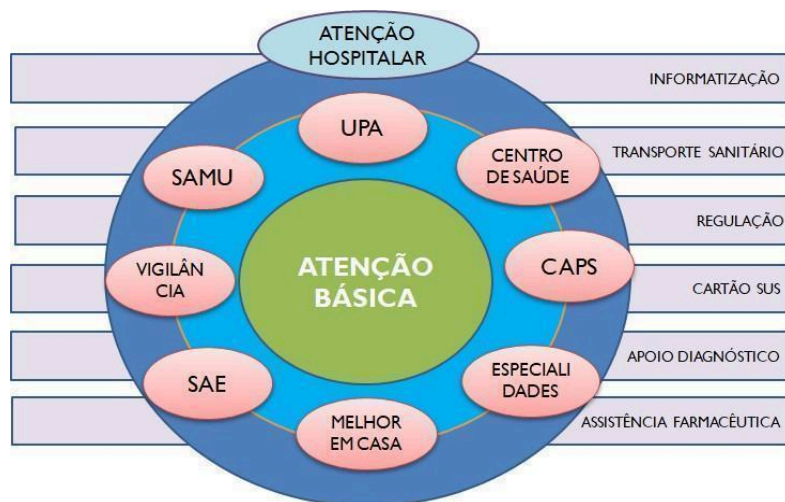 ATENÇÃO
HOSPITALAR
INFORMATIZAÇÃO
UPA
TRANSPORTE SANITÁRIO
CENTRO
DE SAÚDE
SAMU
REGULAÇÃO
VIGILÂN
CIA
ATENÇÃO
BÁSICA
CAPS
CARTÃO SUS
APOIO DIAGNÓSTICO
SAE
ESPECIALI
DADES
MELHOR
EM CASA
ASSISTÊNCIA FARMACÊUTICA